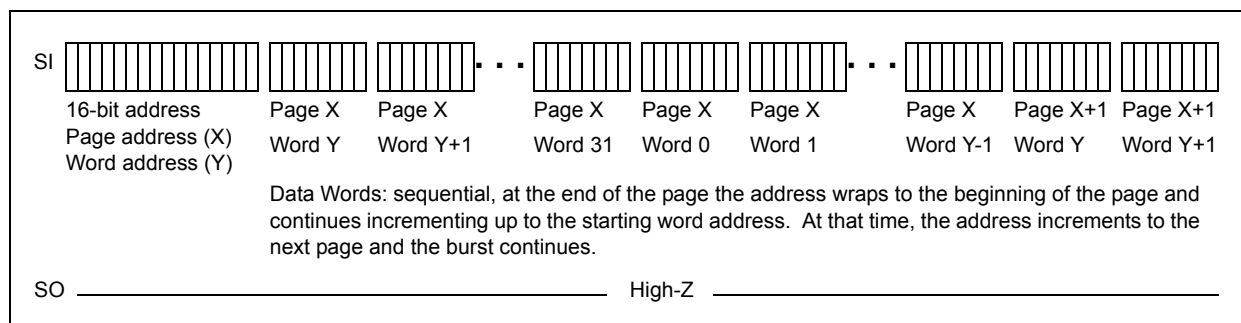 SI
. . .
. . .
16-bit address
Page address (X)
Word address (Y)
Page X
Word Y
Page X
Word Y+1
Page X
Word 31
Page X
Word 0
Page X
Word 1
Page X
Word Y-1
Page X+1
Word Y
Page X+1
Word Y+1
Data Words: sequential, at the end of the page the address wraps to the beginning of the page and
continues incrementing up to the starting word address. At that time, the address increments to the
next page and the burst continues.
SO
High-Z